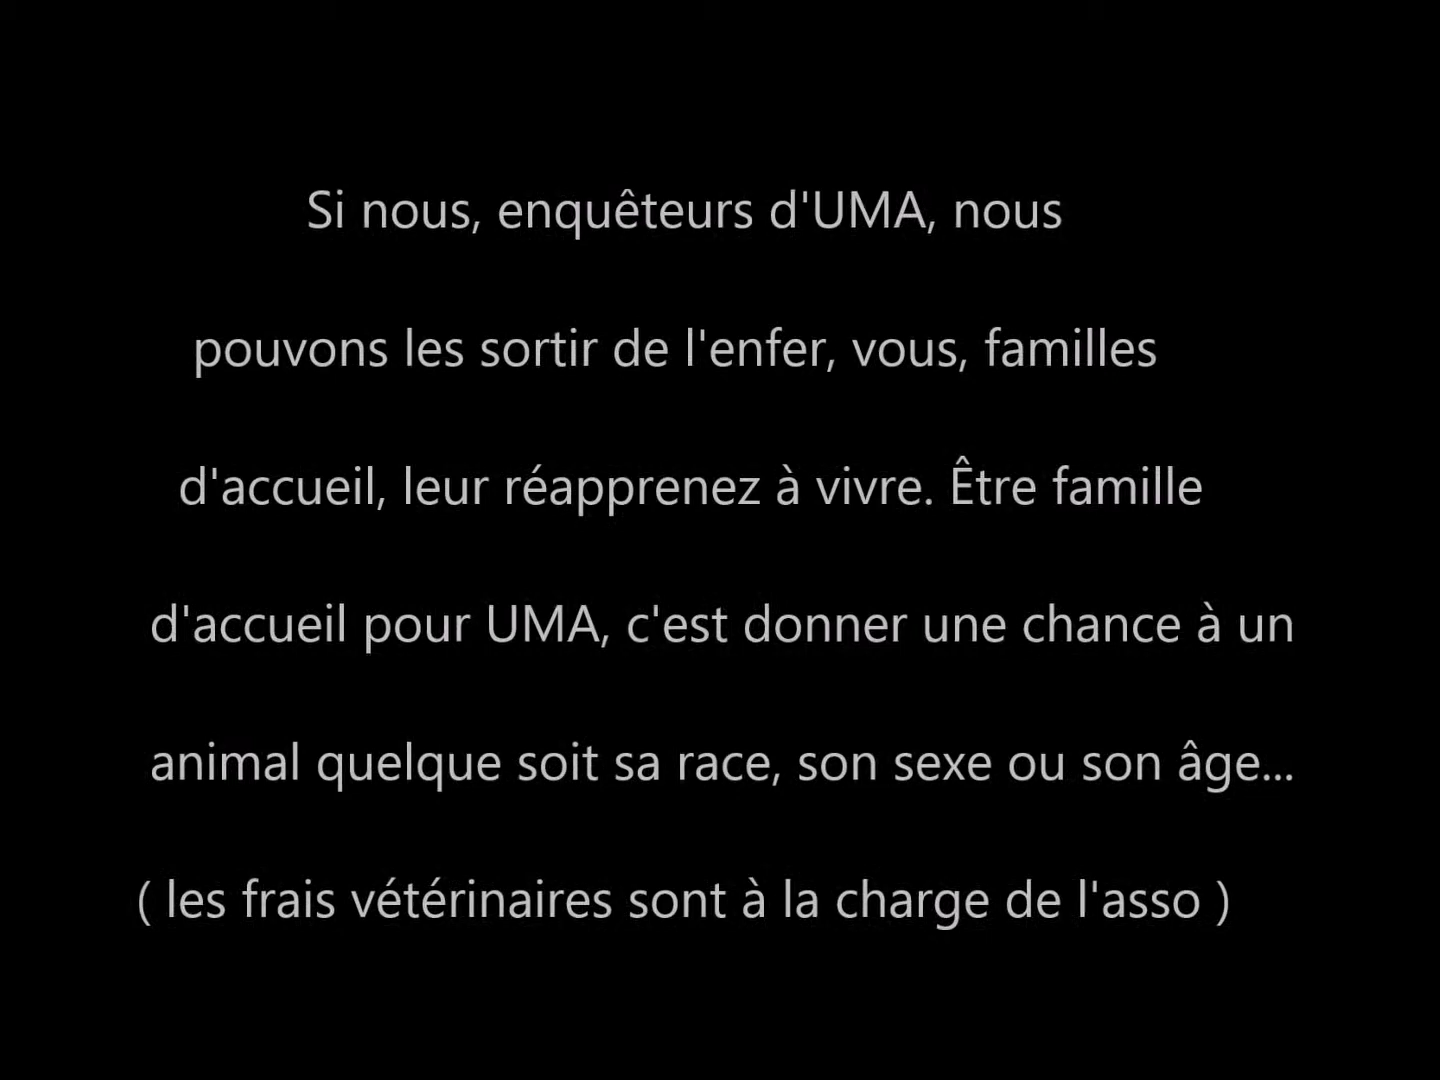 Si nous, enquêteurs d'UMA, nous
pouvons les sortir de l'enfer, vous, familles
d'accueil, leur réapprenez à vivre. Être famille
d'accueil pour UMA, c'est donner une chance à un
animal quelque soit sa race, son sexe ou son âge...
( les frais vétérinaires sont à la charge de l'asso )